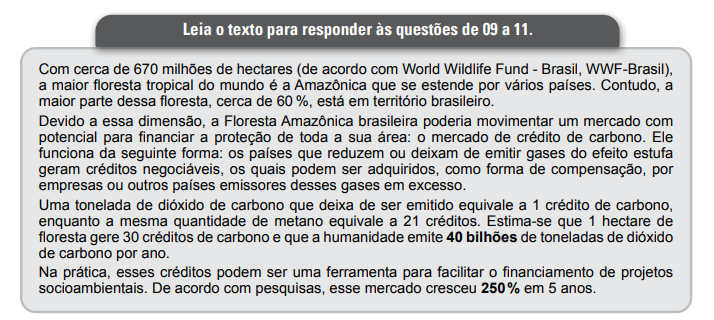 Leia o texto para responder às questões de 09 a 11.
Com cerca de 670 milhões de hectares (de acordo com World Wildlife Fund - Brasil, WWF-Brasil),
a maior floresta tropical do mundo é a Amazônica que se estende por vários países. Contudo, a
maior parte dessa floresta, cerca de 60 %, está em território brasileiro.
Devido a essa dimensão, a Floresta Amazônica brasileira poderia movimentar um mercado com
potencial para financiar a proteção de toda a sua área: o mercado de crédito de carbono. Ele
funciona da seguinte forma: os países que reduzem ou deixam de emitir gases do efeito estufa
geram créditos negociáveis, os quais podem ser adquiridos, como forma de compensação, por
empresas ou outros países emissores desses gases em excesso.
Uma tonelada de dióxido de carbono que deixa de ser emitido equivale a 1 crédito de carbono,
enquanto a mesma quantidade de metano equivale a 21 créditos. Estima-se que 1 hectare de
floresta gere 30 créditos de carbono e que a humanidade emite 40 bilhões de toneladas de dióxido
de carbono por ano.
Na prática, esses créditos podem ser uma ferramenta para facilitar o financiamento de projetos
socioambientais. De acordo com pesquisas, esse mercado cresceu 250 % em 5 anos.